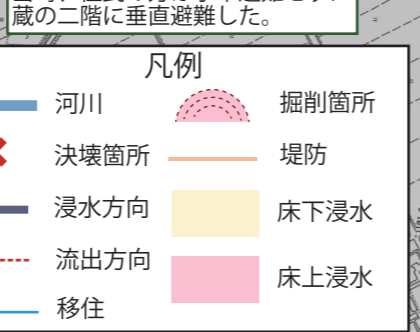 蔵の二階に垂直避難した。
凡例
河川
掘削箇所
決壊箇所
堤防
浸水方向
床下浸水
流出方向
床上浸水
移住